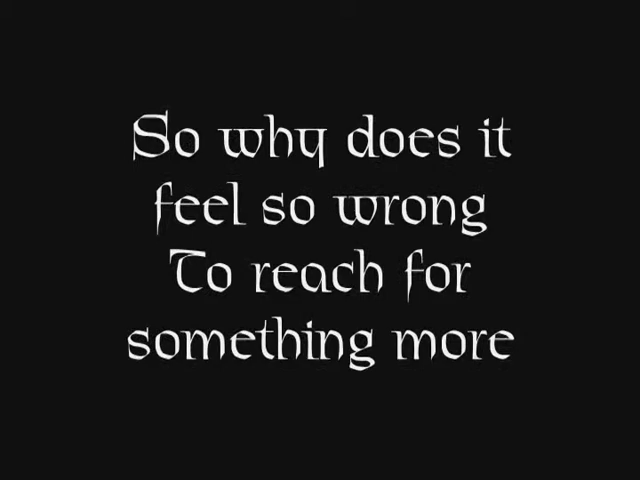 So why does it
feel so wrong
To reach for
something more